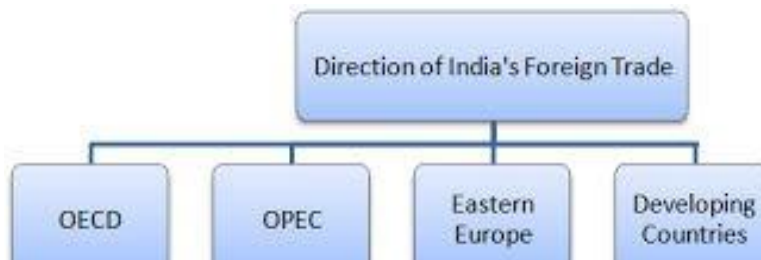 Direction of India's Foreign Trade
OECD
OPEC
Eastern
Europe
Developing
Countries